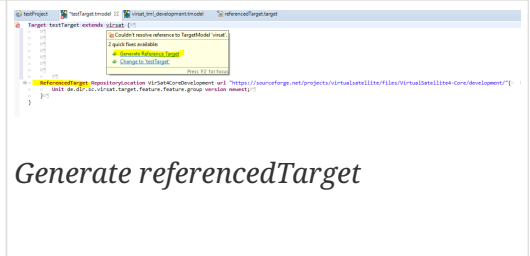 testProject *testTarget.tmodel virsat_tml_development.tmodel referencedTarget.target
Target testTarget extends virsat {
Couldn't resolve reference to TargetModel 'virsat'.
2 quick fixes available:
Generate Reference Target
Change to 'testTarget'
Press 'F2' for focus
ReferencedTarget RepositoryLocation VirSat4CoreDevelopment url "https://sourceforge.net/projects/virtualsatellite/files/VirtualSatellite4-Core/development/"{
Unit de.dlr.sc.virsat.target.feature.feature.group version newest;
}
}
Generate referencedTarget